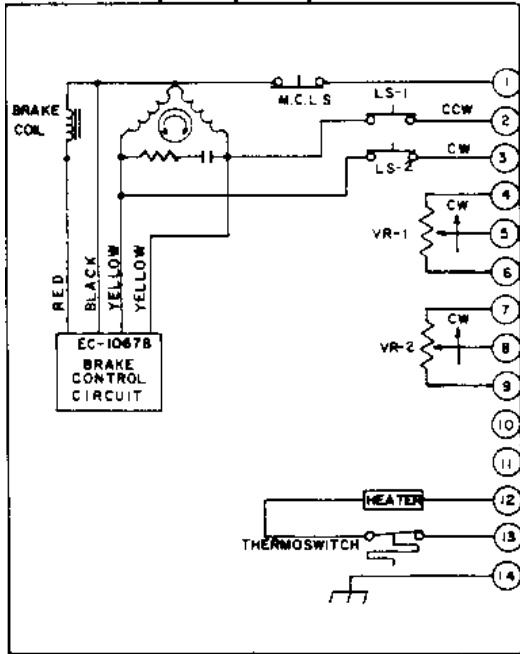 1
M.C.L.S
LS-1
BRAKE
COIL
CCW
2
CW
3
LS-2
4
CW
VR-1
5
6
RED
BLACK
YELLOW
YELLOW
7
CW
EC-10678
BRAKE
CONTROL
CIRCUIT
VR-2
8
9
10
11
HEATER
12
THERMOSWITCH
13
14